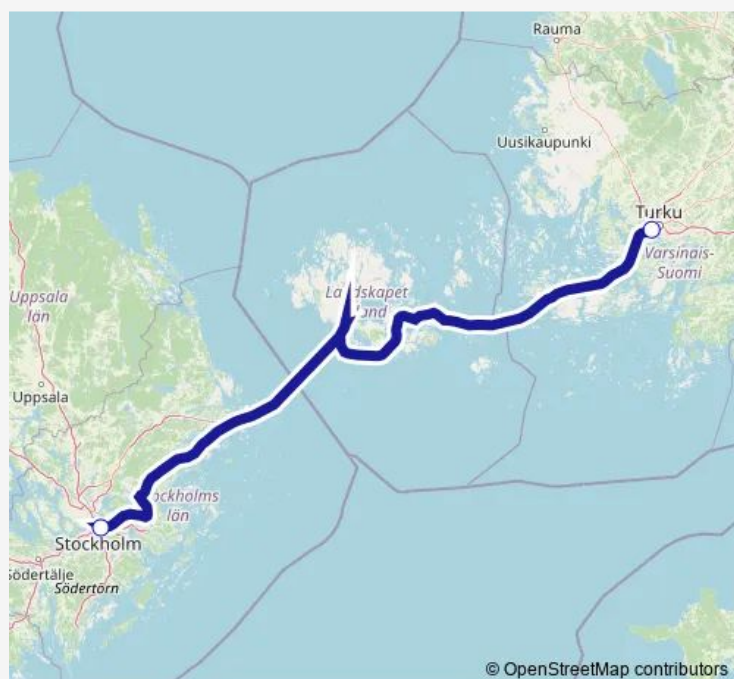 Rauma
Uusikaupunki
Turku
Varsinais-
Suomi
Uppsala
län
Uppsala
Stockholms
län
Stockholm
Södertälje
Södertörn
© OpenStreetMap contributors